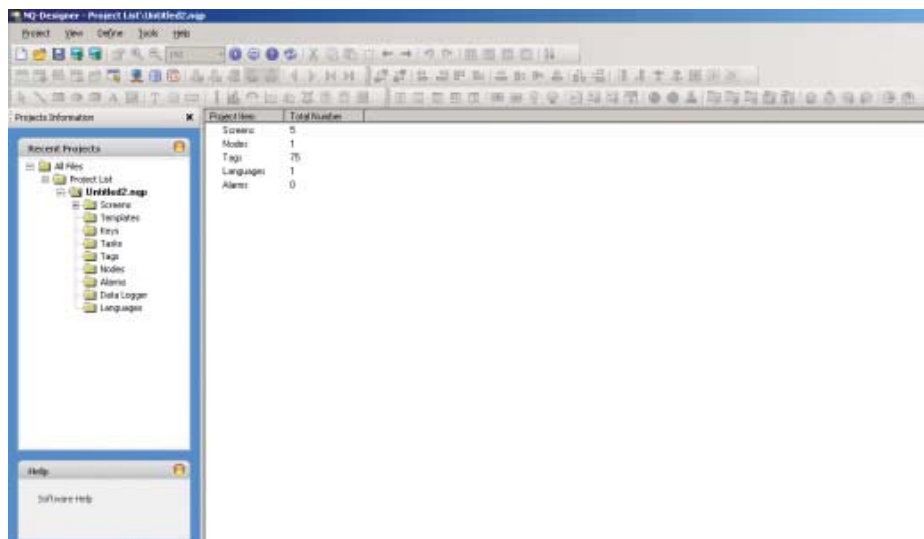 NQ-Designer - Project List\Untitled2.nqp
Project View Define Tools Help
Projects Information
Project Item Total Number
Screens 5
Nodes 1
Tags 75
Languages 1
Alarms 0
Recent Projects
All Files
Project List
Untitled2.nqp
Screens
Templates
Keys
Tasks
Tags
Nodes
Alarms
Data Logger
Languages
Help
Software Help